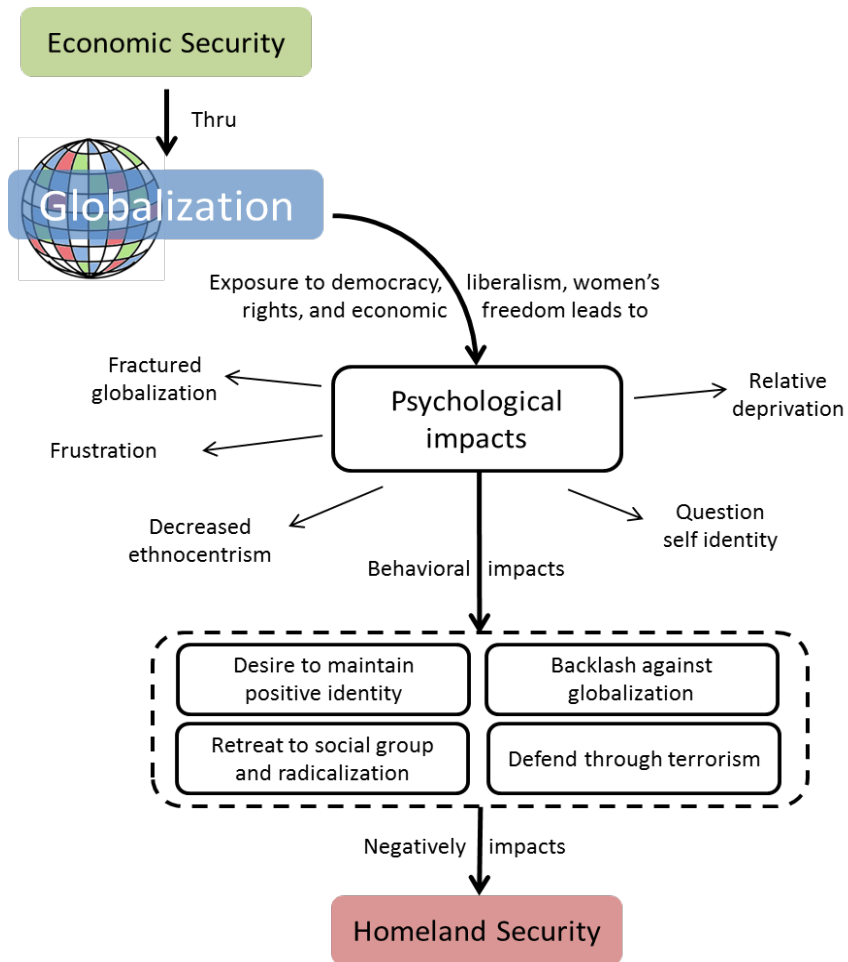 Economic Security
Thru
Globalization
Exposure to democracy, liberalism, women’s
rights, and economic freedom leads to
Fractured
globalization
Psychological
impacts
Relative
deprivation
Frustration
Decreased
ethnocentrism
Question
self identity
Behavioral impacts
Desire to maintain
positive identity
Backlash against
globalization
Retreat to social group
and radicalization
Defend through terrorism
Negatively impacts
Homeland Security